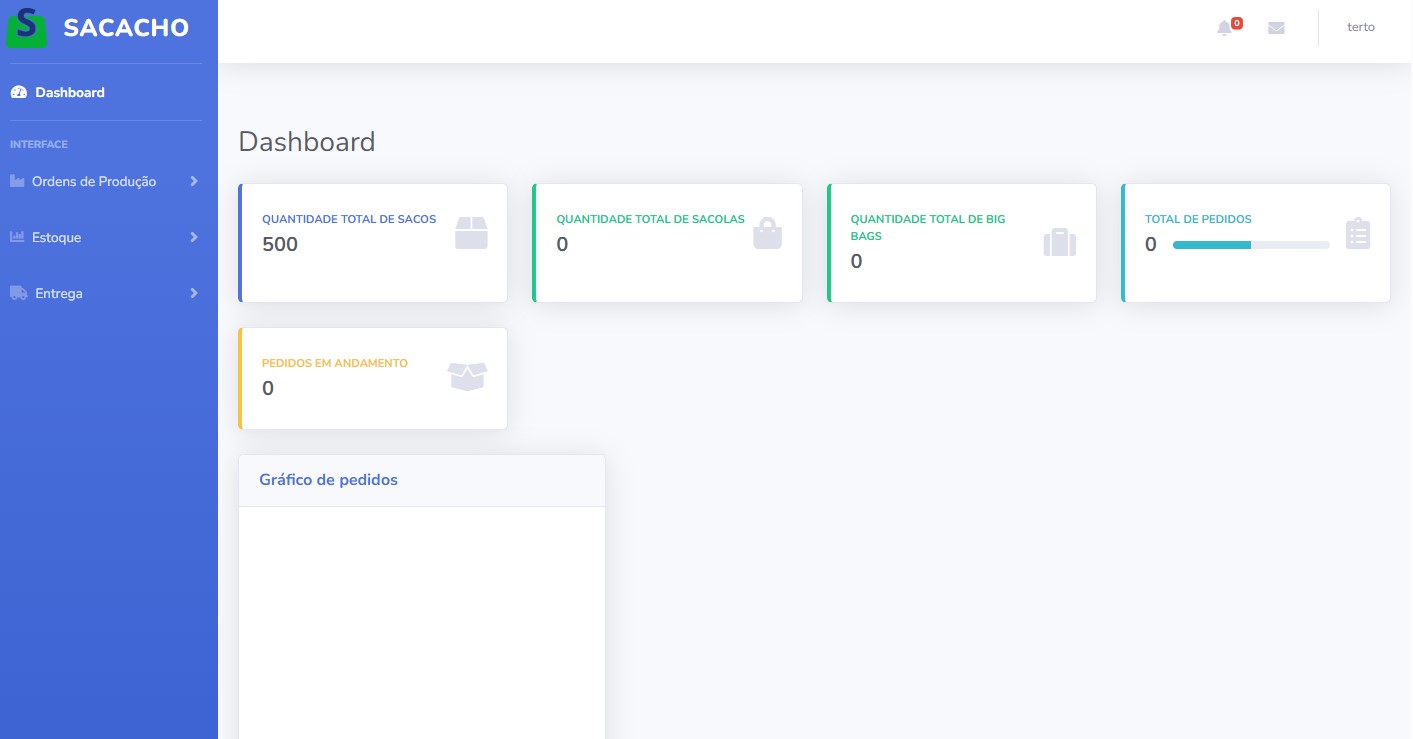 S
SACACHO
0
terto
Dashboard
INTERFACE
Ordens de Produção
Estoque
Entrega
Dashboard
QUANTIDADE TOTAL DE SACOS
500
QUANTIDADE TOTAL DE SACOLAS
0
QUANTIDADE TOTAL DE BIG
BAGS
0
TOTAL DE PEDIDOS
0
PEDIDOS EM ANDAMENTO
0
Gráfico de pedidos